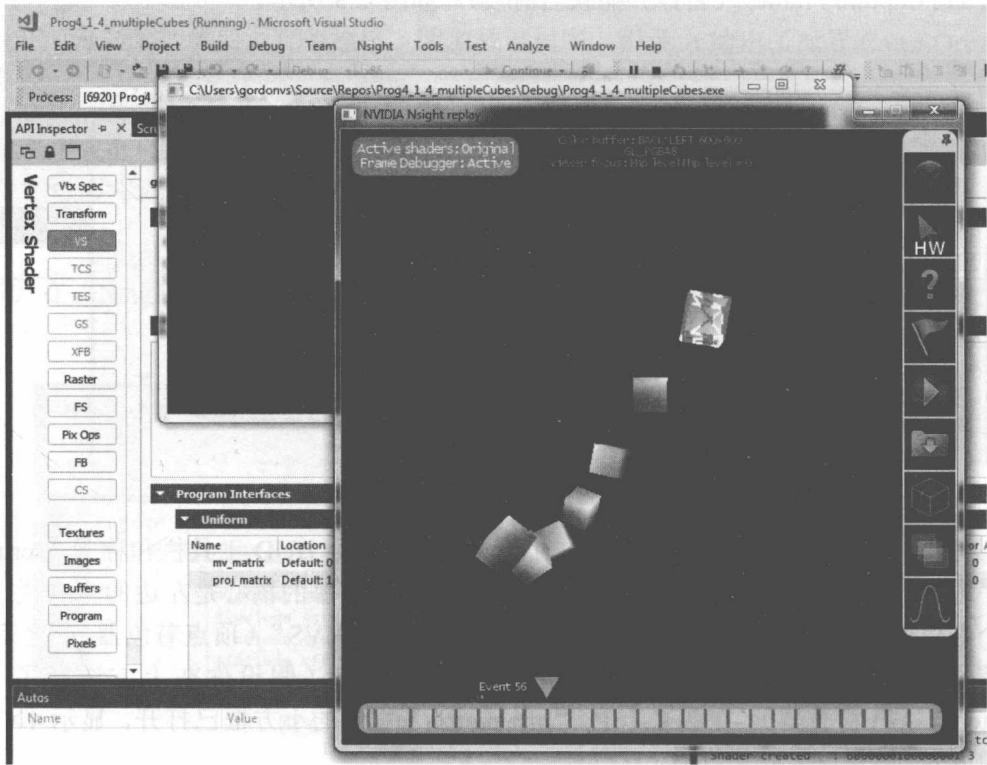 Prog4_1_4_multipleCubes (Running) - Microsoft Visual Studio
File Edit View Project Build Debug Team Nsight Tools Test Analyze Window Help
Debug x86 Continue
Process: [6920] Prog4_
C:\Users\gordonvs\Source\Repos\Prog4_1_4_multipleCubes\Debug\Prog4_1_4_multipleCubes.exe
API Inspector
NVIDIA Nsight replay
Active shaders:Original
Frame Debugger:Active
Vertex Shader
Vtx Spec
Transform
VS
TCS
TES
GS
XFB
Raster
FS
Pix Ops
FB
CS
Textures
Images
Buffers
Program
Pixels
HW
?
Program Interfaces
Uniform
Name Location
mv_matrix Default: 0
proj_matrix Default: 1
Event 56
Autos
Name Value